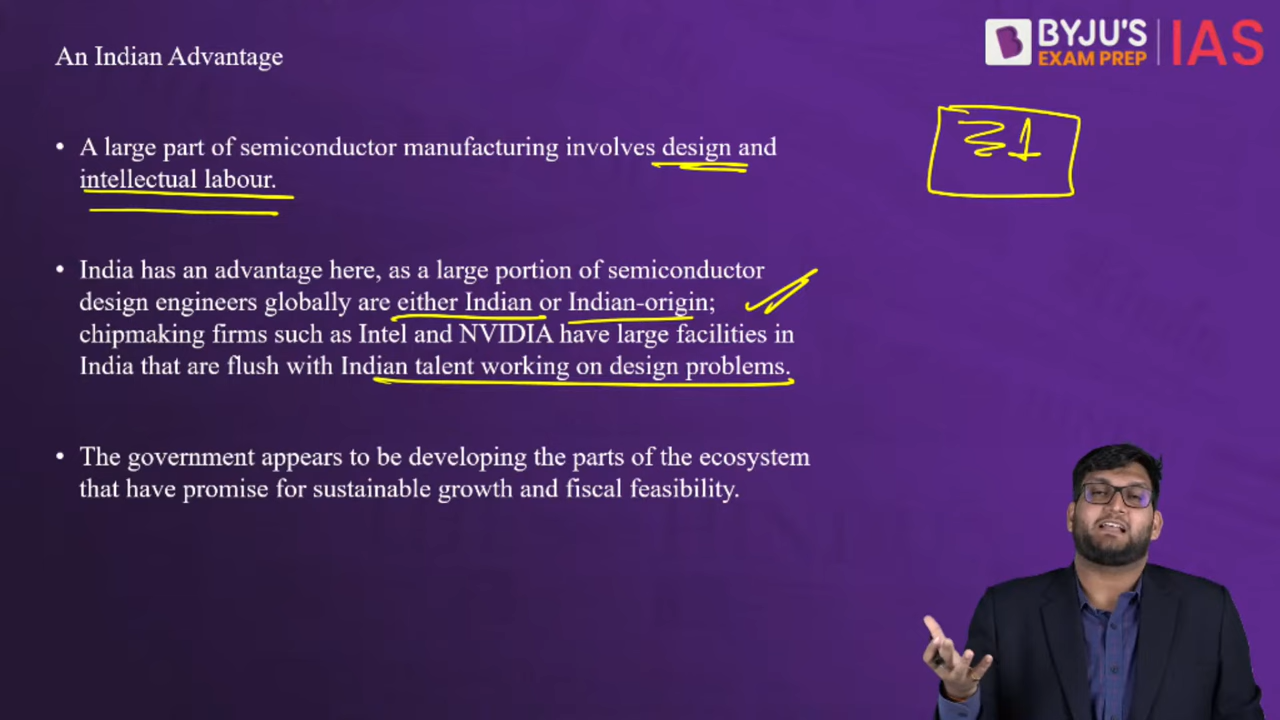 An Indian Advantage
BYJU'S
EXAM PREP
IAS
• A large part of semiconductor manufacturing involves design and
intellectual labour.
• India has an advantage here, as a large portion of semiconductor
design engineers globally are either Indian or Indian-origin;
chipmaking firms such as Intel and NVIDIA have large facilities in
India that are flush with Indian talent working on design problems.
• The government appears to be developing the parts of the ecosystem
that have promise for sustainable growth and fiscal feasibility.